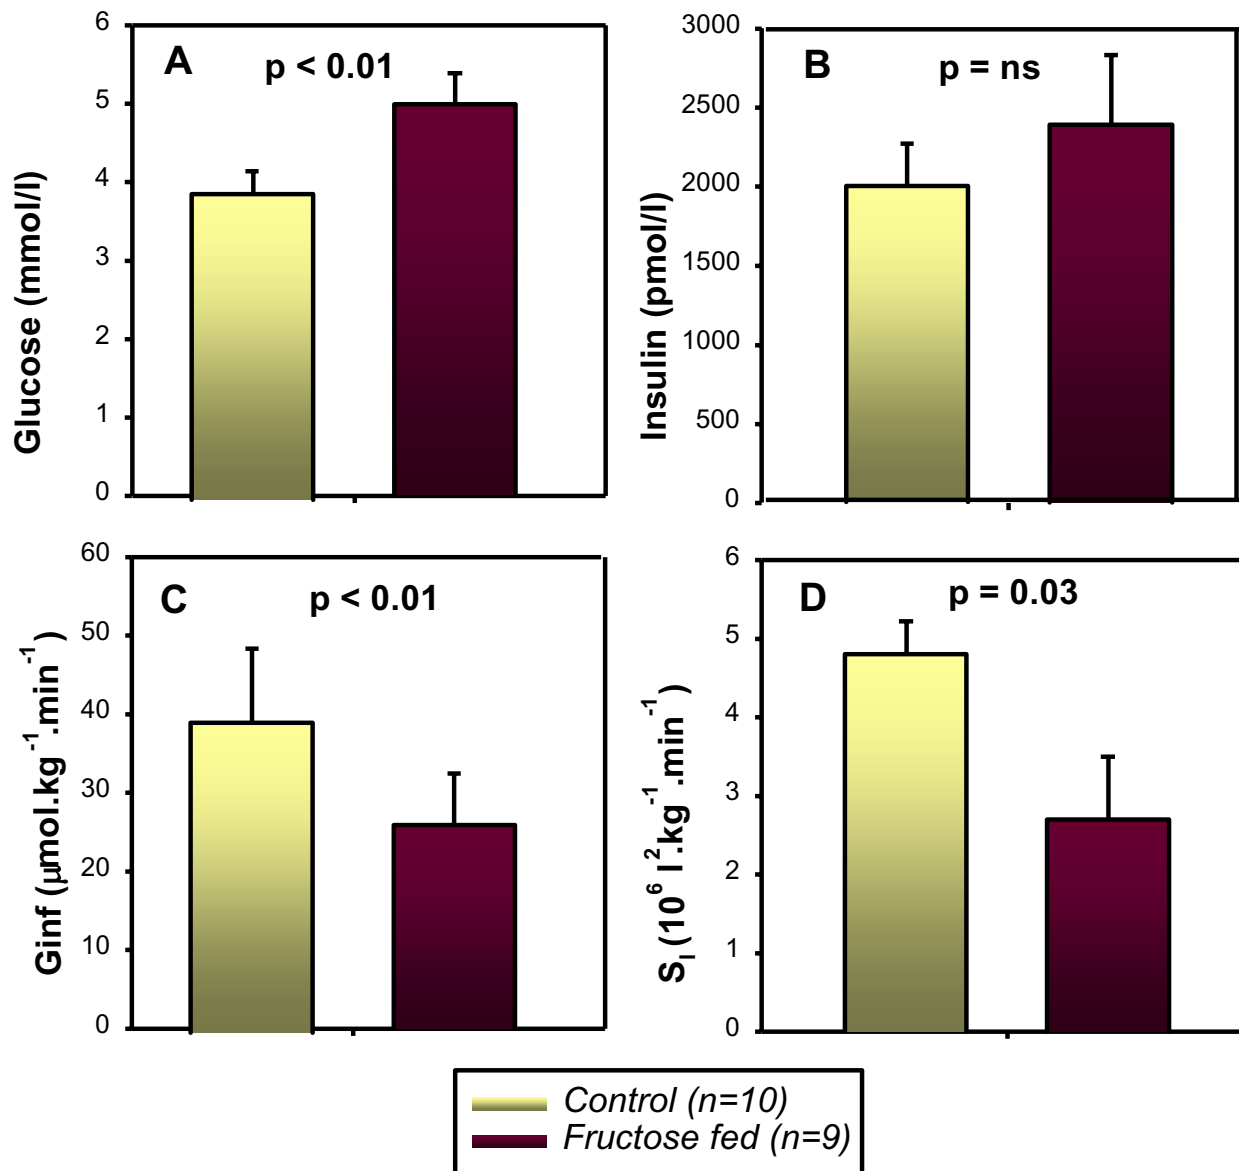 A
p < 0.01
Glucose (mmol/l)
6
5
4
3
2
1
0
B
p = ns
Insulin (pmol/l)
3000
2500
2000
1500
1000
500
0
C
p < 0.01
Ginf (μmol.kg⁻¹.min⁻¹)
60
50
40
30
20
10
0
D
p = 0.03
S_I (10⁶ l².kg⁻¹.min⁻¹)
6
5
4
3
2
1
0
Control (n=10)
Fructose fed (n=9)